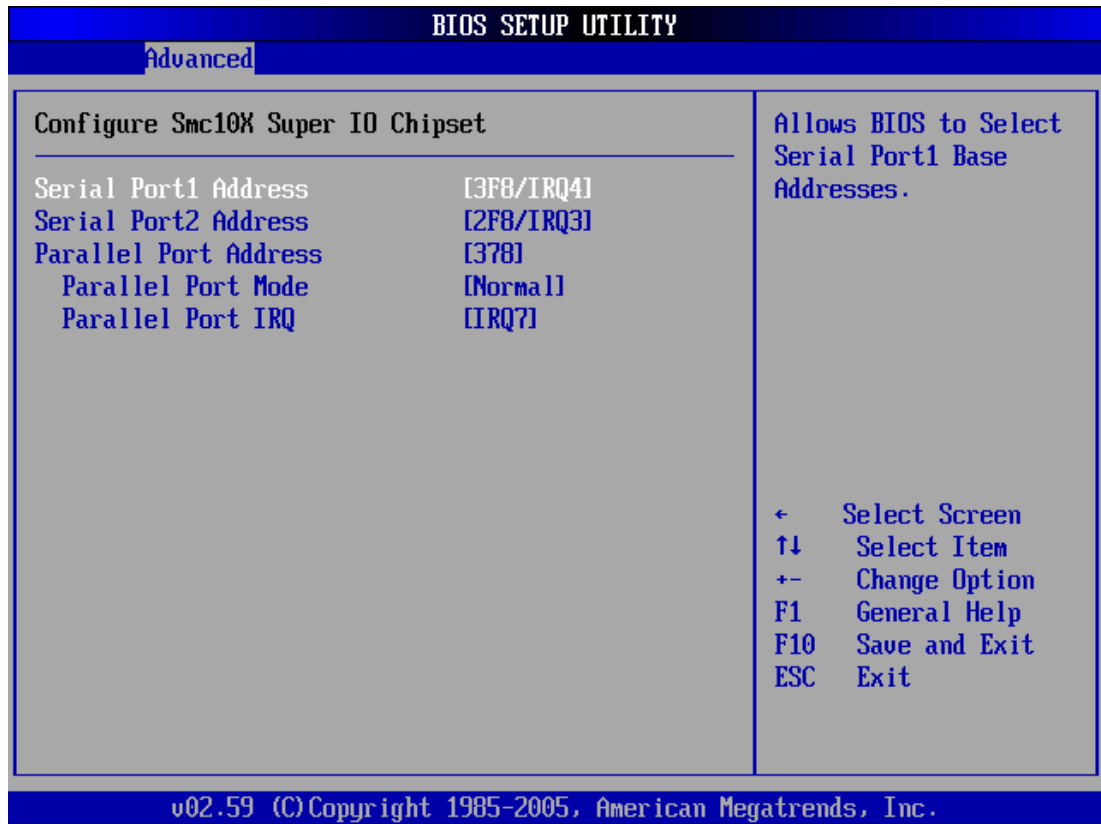 BIOS SETUP UTILITY
Advanced
Configure Smc10X Super IO Chipset
Serial Port1 Address [3F8/IRQ4]
Serial Port2 Address [2F8/IRQ3]
Parallel Port Address [378]
Parallel Port Mode [Normal]
Parallel Port IRQ [IRQ7]
Allows BIOS to Select
Serial Port1 Base
Addresses.
← Select Screen
↑↓ Select Item
+- Change Option
F1 General Help
F10 Save and Exit
ESC Exit
v02.59 (C)Copyright 1985-2005, American Megatrends, Inc.